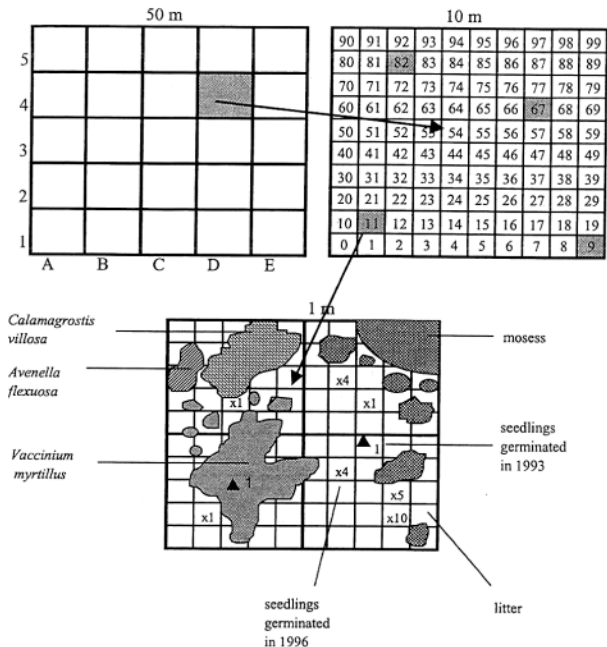 50 m
10 m
5
4
3
2
1
A B C D E
90 91 92 93 94 95 96 97 98 99
80 81 82 83 84 85 86 87 88 89
70 71 72 73 74 75 76 77 78 79
60 61 62 63 64 65 66 67 68 69
50 51 52 53 54 55 56 57 58 59
40 41 42 43 44 45 46 47 48 49
30 31 32 33 34 35 36 37 38 39
20 21 22 23 24 25 26 27 28 29
10 11 12 13 14 15 16 17 18 19
0 1 2 3 4 5 6 7 8 9
1 m
Calamagrostis
villosa
Avenella
flexuosa
Vaccinium
myrtillus
x4
x1 x1
1
x4
1
x5
x1 x10
mosess
seedlings
germinated
in 1993
litter
seedlings
germinated
in 1996